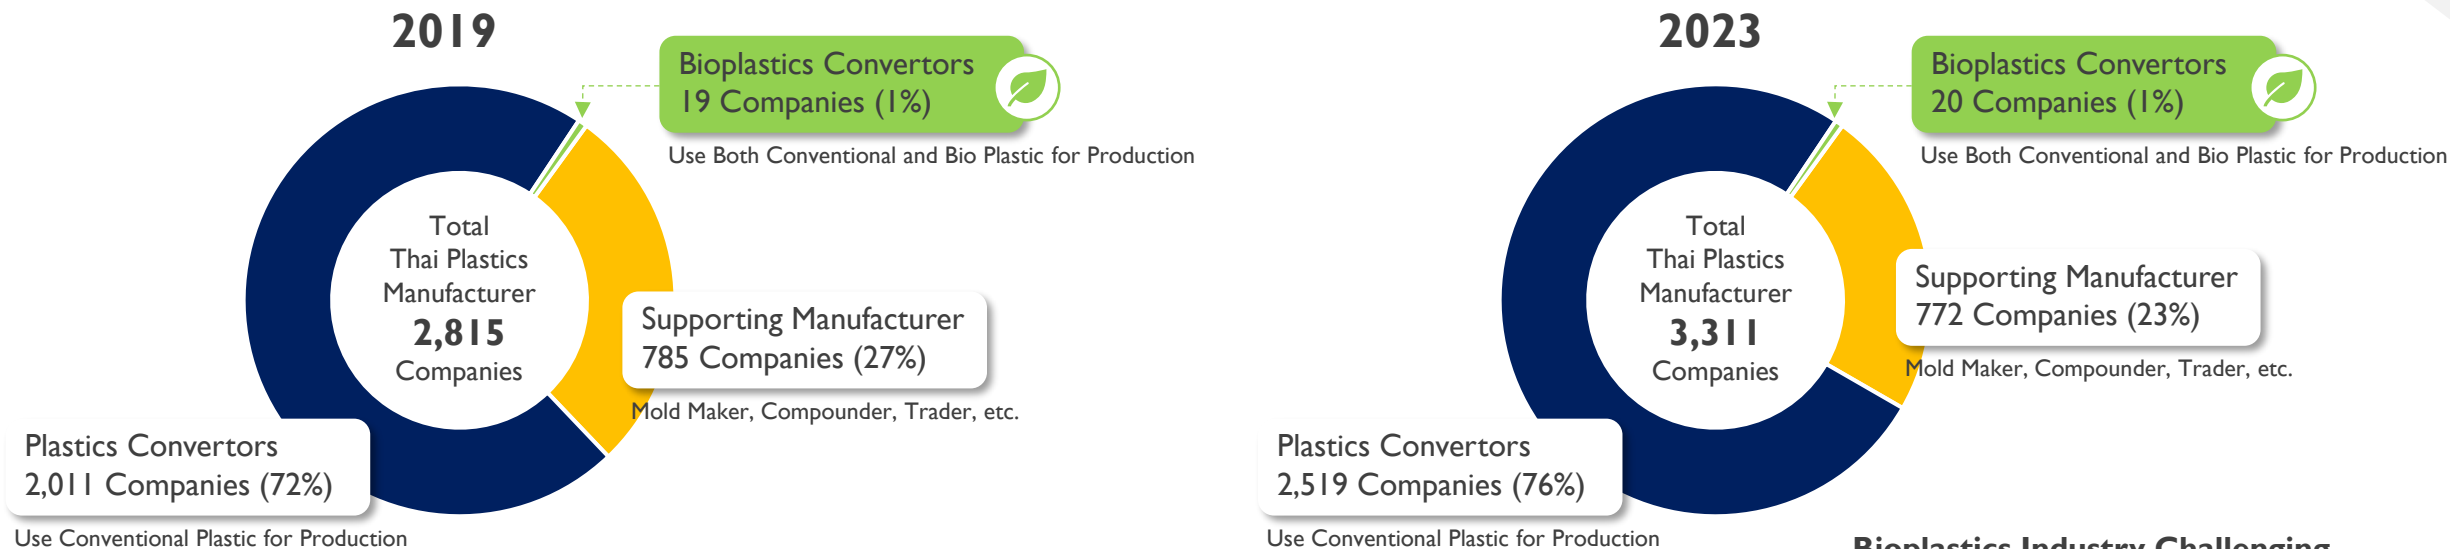 2019
Bioplastics Convertors
19 Companies (1%)
Use Both Conventional and Bio Plastic for Production
Total
Thai Plastics
Manufacturer
2,815
Companies
Supporting Manufacturer
785 Companies (27%)
Mold Maker, Compounder, Trader, etc.
Plastics Convertors
2,011 Companies (72%)
Use Conventional Plastic for Production
2023
Bioplastics Convertors
20 Companies (1%)
Use Both Conventional and Bio Plastic for Production
Total
Thai Plastics
Manufacturer
3,311
Companies
Supporting Manufacturer
772 Companies (23%)
Mold Maker, Compounder, Trader, etc.
Plastics Convertors
2,519 Companies (76%)
Use Conventional Plastic for Production
Bioplastics Industry Challenging